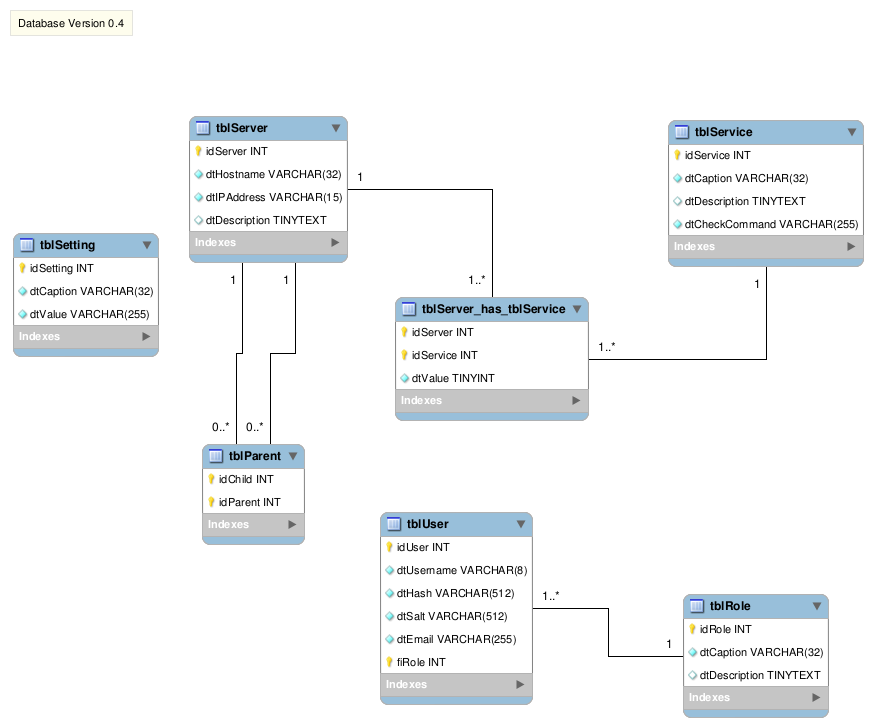 Database Version 0.4
tblServer
idServer INT
dtHostname VARCHAR(32)
dtIPAddress VARCHAR(15)
dtDescription TINYTEXT
Indexes
tblService
idService INT
dtCaption VARCHAR(32)
dtDescription TINYTEXT
dtCheckCommand VARCHAR(255)
Indexes
tblSetting
idSetting INT
dtCaption VARCHAR(32)
dtValue VARCHAR(255)
Indexes
1
1..*
1
1
1
1..*
tblServer_has_tblService
idServer INT
idService INT
dtValue TINYINT
Indexes
0..*
0..*
tblParent
idChild INT
idParent INT
Indexes
tblUser
idUser INT
dtUsername VARCHAR(8)
dtHash VARCHAR(512)
dtSalt VARCHAR(512)
dtEmail VARCHAR(255)
fiRole INT
Indexes
1..*
1
tblRole
idRole INT
dtCaption VARCHAR(32)
dtDescription TINYTEXT
Indexes